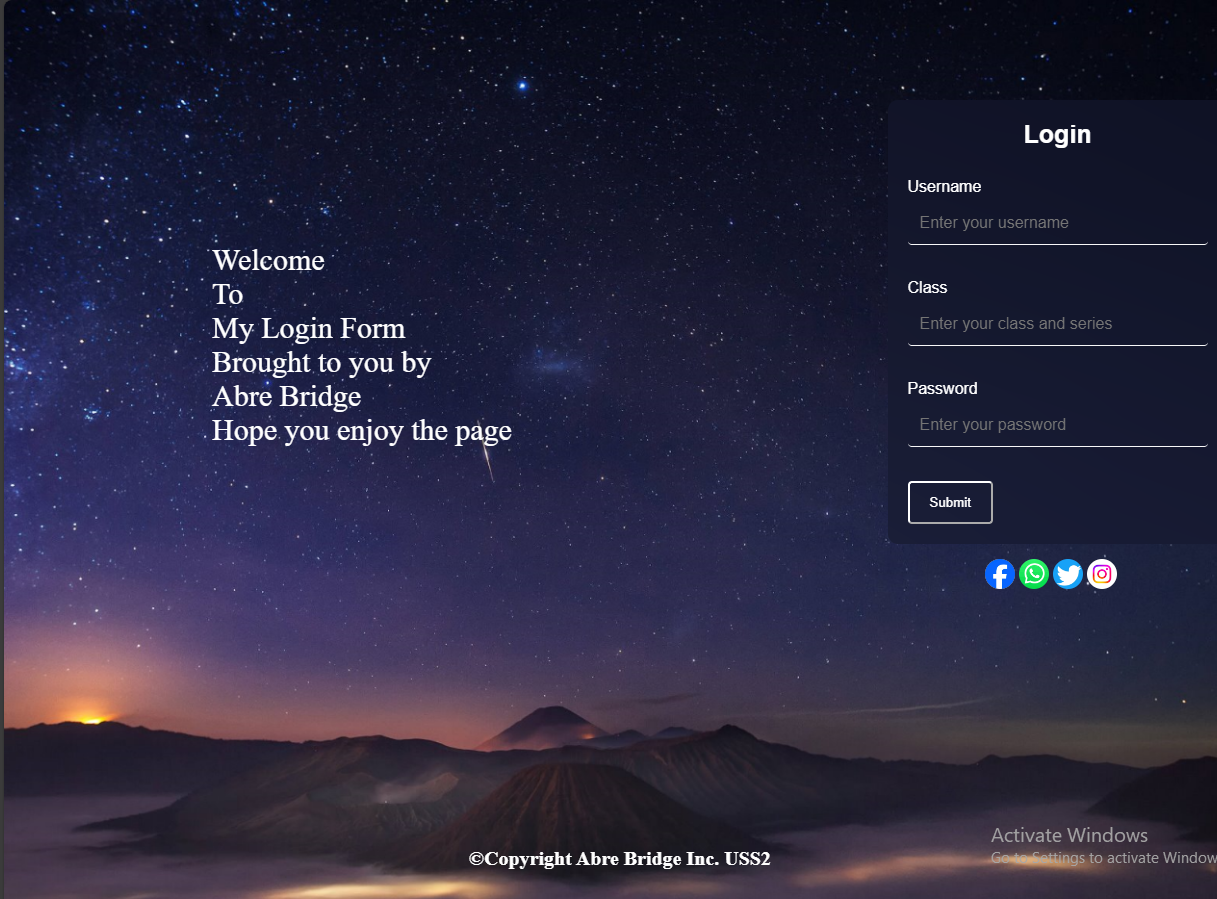 Login
Username
Enter your username
Welcome
To
My Login Form
Brought to you by
Abre Bridge
Hope you enjoy the page
Class
Enter your class and series
Password
Enter your password
Submit
Activate Windows
Go to Settings to activate Window
©Copyright Abre Bridge Inc. USS2